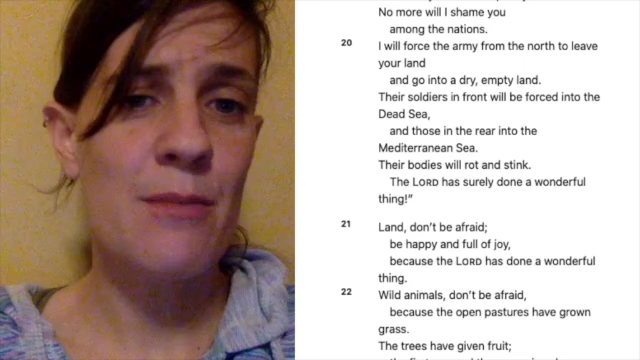 No more will I shame you
among the nations.
20 I will force the army from the north to leave
your land
and go into a dry, empty land.
Their soldiers in front will be forced into the
Dead Sea,
and those in the rear into the
Mediterranean Sea.
Their bodies will rot and stink.
The LORD has surely done a wonderful
thing!”
21 Land, don’t be afraid;
be happy and full of joy,
because the LORD has done a wonderful
thing.
22 Wild animals, don’t be afraid,
because the open pastures have grown
grass.
The trees have given fruit;